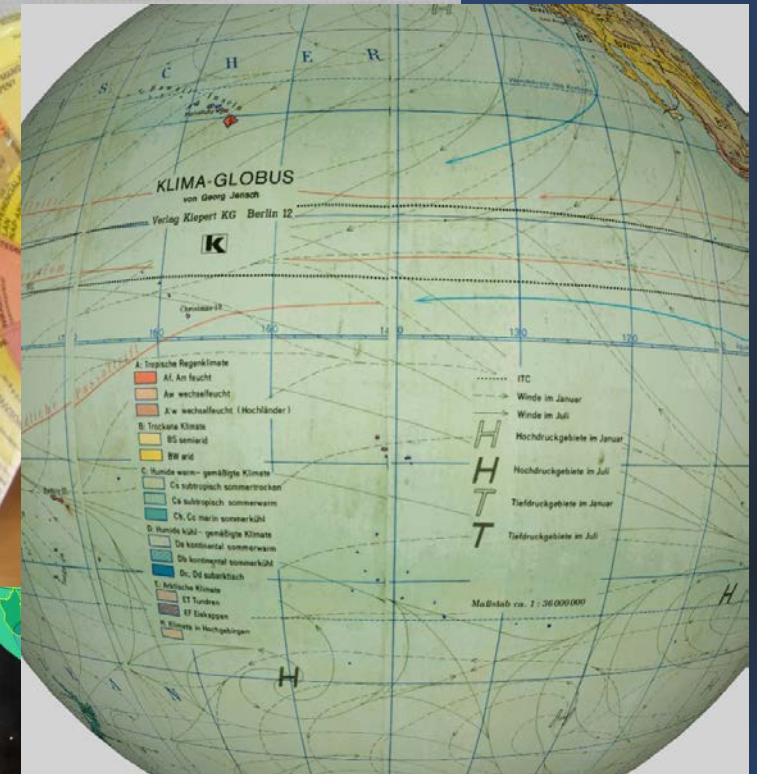 H
S C H E R
Hawaii-Inseln
BS
KLIMA-GLOBUS
von Georg Jensch
Verlag Kiepert KG Berlin 12
k
160
150
140
130
120
A: Tropische Regenklimate
Af, Am feucht
Aw wechselfeucht
A'w wechselfeucht (Hochländer)
B: Trockene Klimate
BS semiarid
BW arid
C: Humide warm- gemäßigte Klimate
Cs subtropisch sommertrocken
Ca subtropisch sommerwarm
Cb, Cc marin sommerkühl
D: Humide kühl- gemäßigte Klimate
Da kontinental sommerwarm
Db kontinental sommerkühl
Dc, Dd subarktisch
E: Arktische Klimate
ET Tundren
EF Eiskappen
H: Klimate in Hochgebirgen
ITC
Winde im Januar
Winde im Juli
H Hochdruckgebiete im Januar
H Hochdruckgebiete im Juli
T Tiefdruckgebiete im Januar
T Tiefdruckgebiete im Juli
Maßstab ca. 1 : 36 000 000
H
H
H
A N